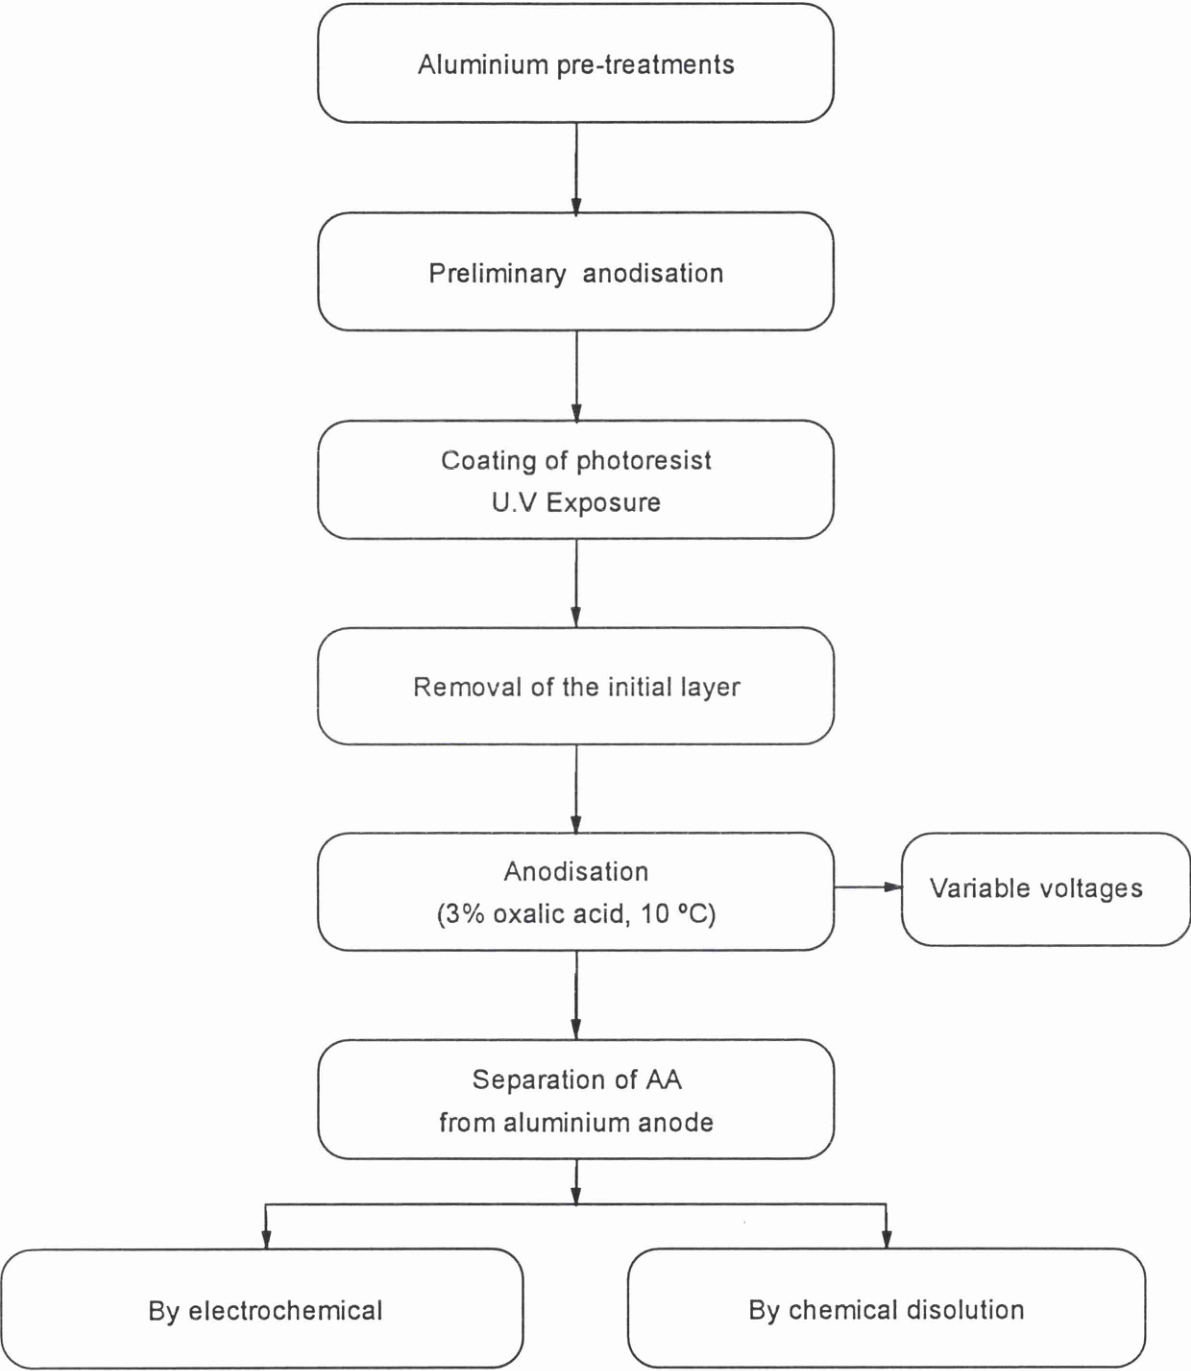 Aluminium pre-treatments
Preliminary anodisation
Coating of photoresist
U.V Exposure
Removal of the initial layer
Anodisation
(3% oxalic acid, 10 ºC)
Variable voltages
Separation of AA
from aluminium anode
By electrochemical
By chemical disolution